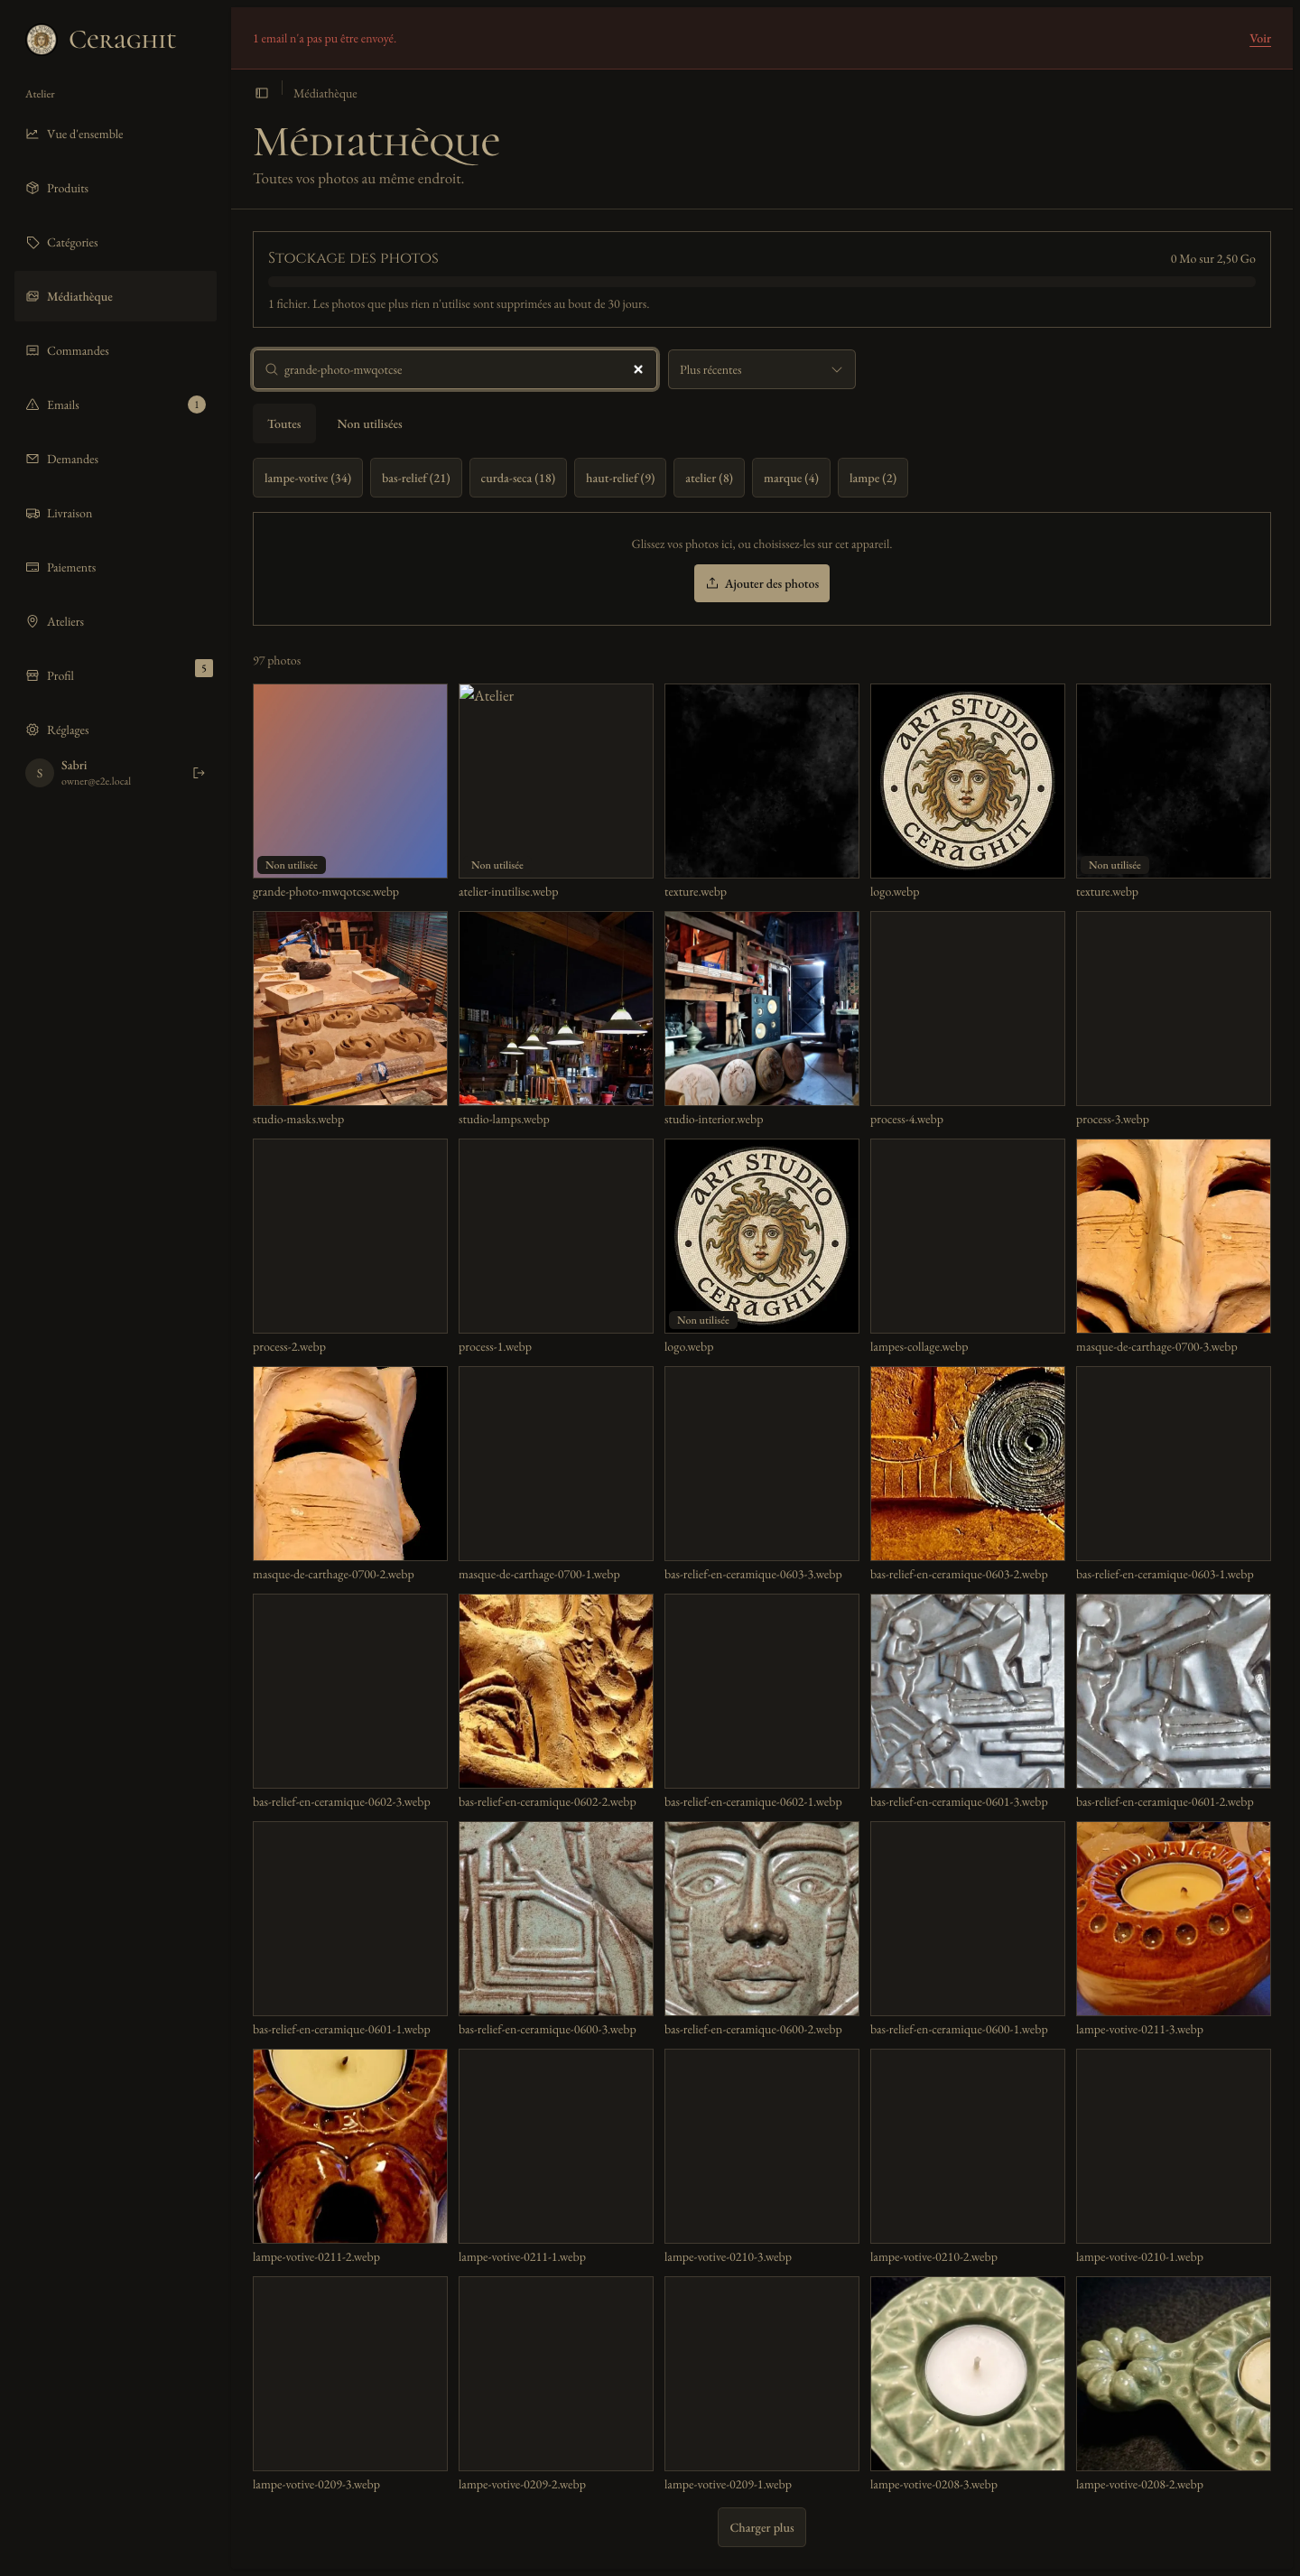 Ceraghit
1 email n'a pas pu être envoyé.
Voir
Atelier
Vue d'ensemble
Produits
Catégories
Médiathèque
Commandes
Emails
1
Demandes
Livraison
Paiements
Ateliers
Profil
5
Réglages
S
Sabri
owner@e2e.local
Médiathèque
Médiathèque
Toutes vos photos au même endroit.
Stockage des photos
0 Mo sur 2,50 Go
1 fichier. Les photos que plus rien n'utilise sont supprimées au bout de 30 jours.
grande-photo-mwqotcse
Plus récentes
Toutes
Non utilisées
lampe-votive (34)
bas-relief (21)
curda-seca (18)
haut-relief (9)
atelier (8)
marque (4)
lampe (2)
Glissez vos photos ici, ou choisissez-les sur cet appareil.
Ajouter des photos
97 photos
Non utilisée
grande-photo-mwqotcse.webp
Atelier
Non utilisée
atelier-inutilise.webp
texture.webp
ART STUDIO
CERAGHIT
logo.webp
Non utilisée
texture.webp
studio-masks.webp
studio-lamps.webp
studio-interior.webp
process-4.webp
process-3.webp
process-2.webp
process-1.webp
ART STUDIO
CERAGHIT
Non utilisée
logo.webp
lampes-collage.webp
masque-de-carthage-0700-3.webp
masque-de-carthage-0700-2.webp
masque-de-carthage-0700-1.webp
bas-relief-en-ceramique-0603-3.webp
bas-relief-en-ceramique-0603-2.webp
bas-relief-en-ceramique-0603-1.webp
bas-relief-en-ceramique-0602-3.webp
bas-relief-en-ceramique-0602-2.webp
bas-relief-en-ceramique-0602-1.webp
bas-relief-en-ceramique-0601-3.webp
bas-relief-en-ceramique-0601-2.webp
bas-relief-en-ceramique-0601-1.webp
bas-relief-en-ceramique-0600-3.webp
bas-relief-en-ceramique-0600-2.webp
bas-relief-en-ceramique-0600-1.webp
lampe-votive-0211-3.webp
lampe-votive-0211-2.webp
lampe-votive-0211-1.webp
lampe-votive-0210-3.webp
lampe-votive-0210-2.webp
lampe-votive-0210-1.webp
lampe-votive-0209-3.webp
lampe-votive-0209-2.webp
lampe-votive-0209-1.webp
lampe-votive-0208-3.webp
lampe-votive-0208-2.webp
Charger plus